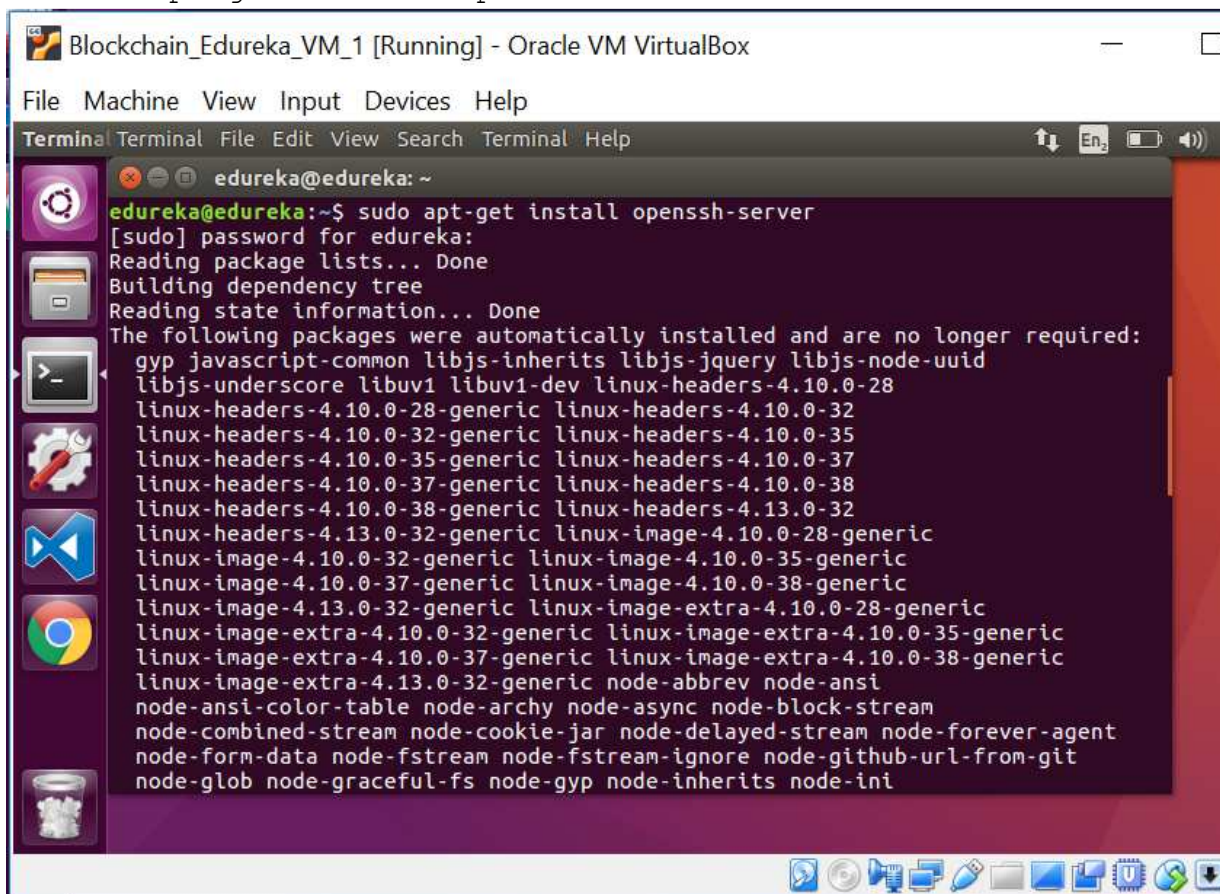 Blockchain_Edureka_VM_1 [Running] - Oracle VM VirtualBox
File Machine View Input Devices Help
Terminal Terminal File Edit View Search Terminal Help En2
edureka@edureka: ~
edureka@edureka:~$ sudo apt-get install openssh-server
[sudo] password for edureka:
Reading package lists... Done
Building dependency tree
Reading state information... Done
The following packages were automatically installed and are no longer required:
gyp javascript-common libjs-inherits libjs-jquery libjs-node-uuid
libjs-underscore libuv1 libuv1-dev linux-headers-4.10.0-28
linux-headers-4.10.0-28-generic linux-headers-4.10.0-32
linux-headers-4.10.0-32-generic linux-headers-4.10.0-35
linux-headers-4.10.0-35-generic linux-headers-4.10.0-37
linux-headers-4.10.0-37-generic linux-headers-4.10.0-38
linux-headers-4.10.0-38-generic linux-headers-4.13.0-32
linux-headers-4.13.0-32-generic linux-image-4.10.0-28-generic
linux-image-4.10.0-32-generic linux-image-4.10.0-35-generic
linux-image-4.10.0-37-generic linux-image-4.10.0-38-generic
linux-image-4.13.0-32-generic linux-image-extra-4.10.0-28-generic
linux-image-extra-4.10.0-32-generic linux-image-extra-4.10.0-35-generic
linux-image-extra-4.10.0-37-generic linux-image-extra-4.10.0-38-generic
linux-image-extra-4.13.0-32-generic node-abbrev node-ansi
node-ansi-color-table node-archy node-async node-block-stream
node-combined-stream node-cookie-jar node-delayed-stream node-forever-agent
node-form-data node-fstream node-fstream-ignore node-github-url-from-git
node-glob node-graceful-fs node-gyp node-inherits node-ini